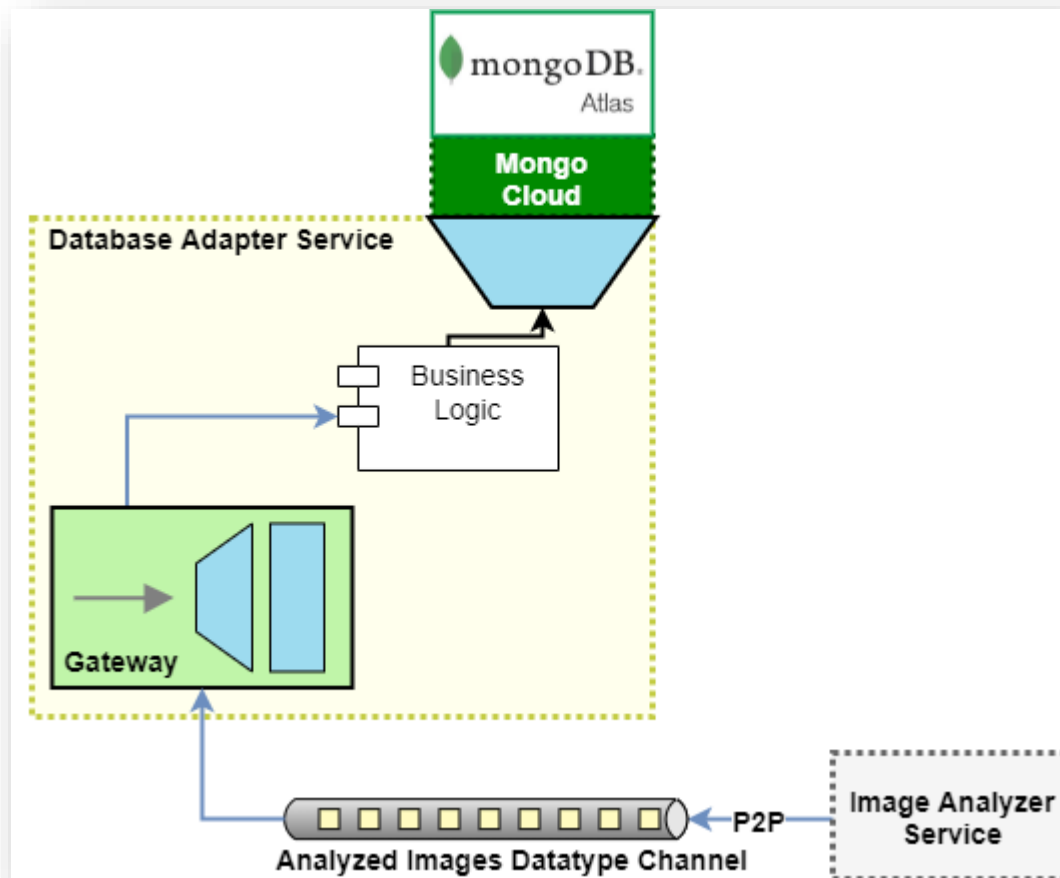 mongoDB.
Atlas
Mongo
Cloud
Database Adapter Service
Business
Logic
Gateway
P2P
Image Analyzer
Service
Analyzed Images Datatype Channel